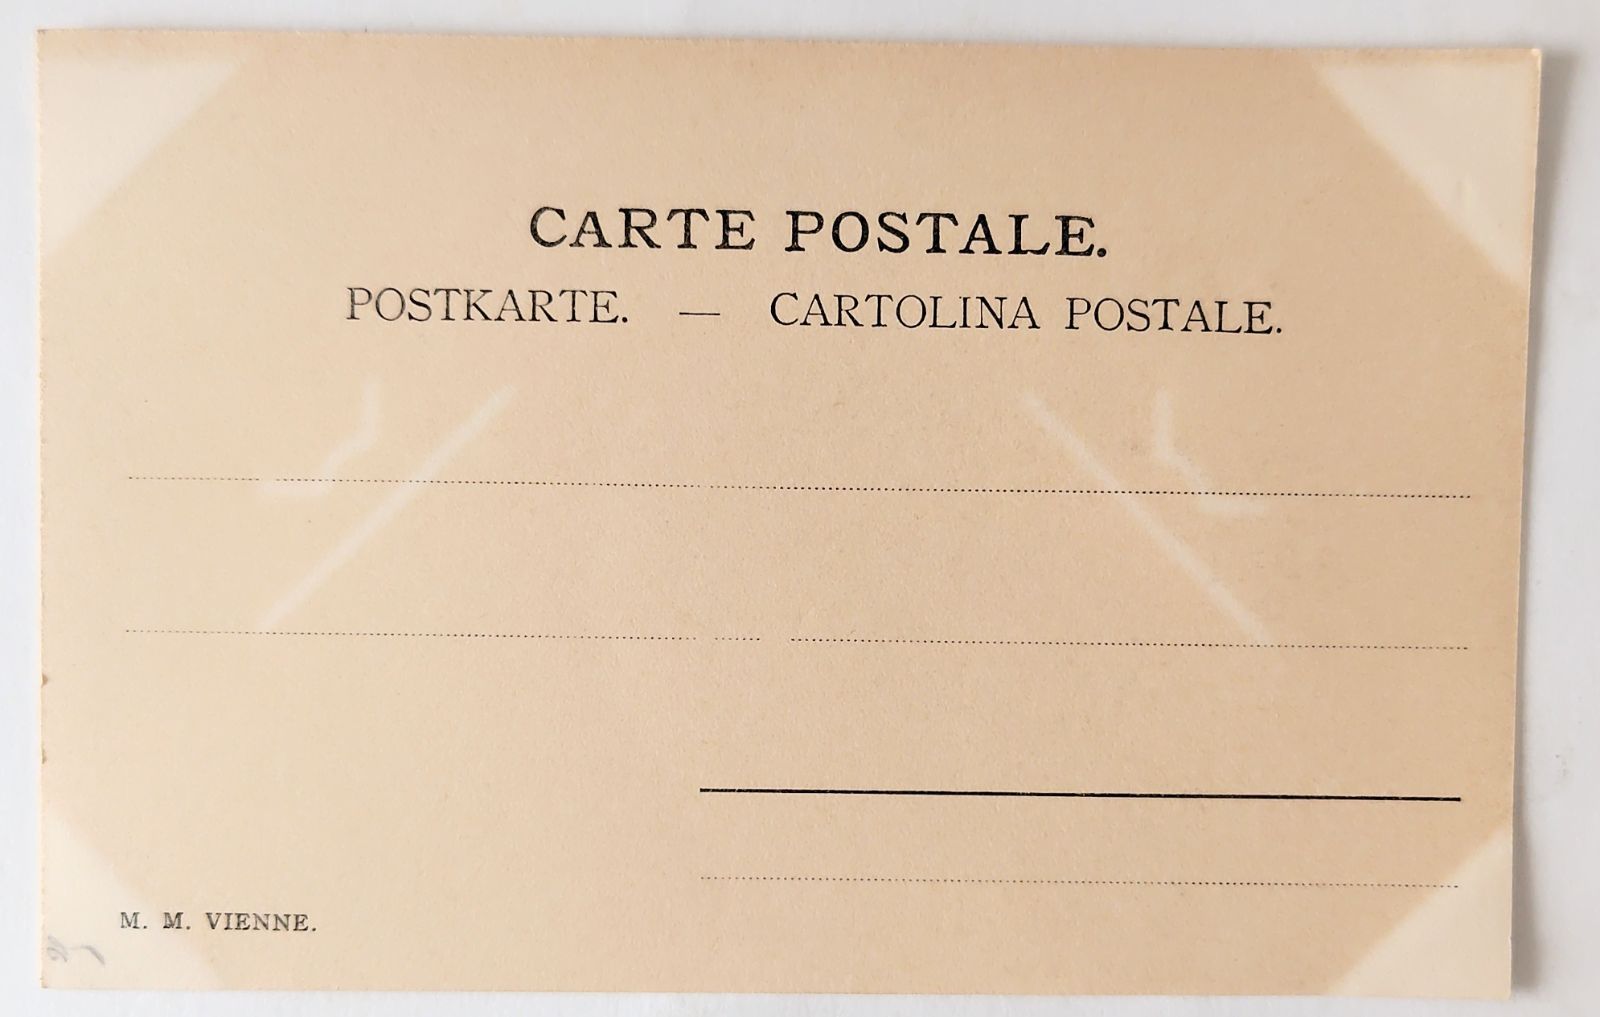 CARTE POSTALE.
POSTKARTE. — CARTOLINA POSTALE.
M. M. VIENNE.